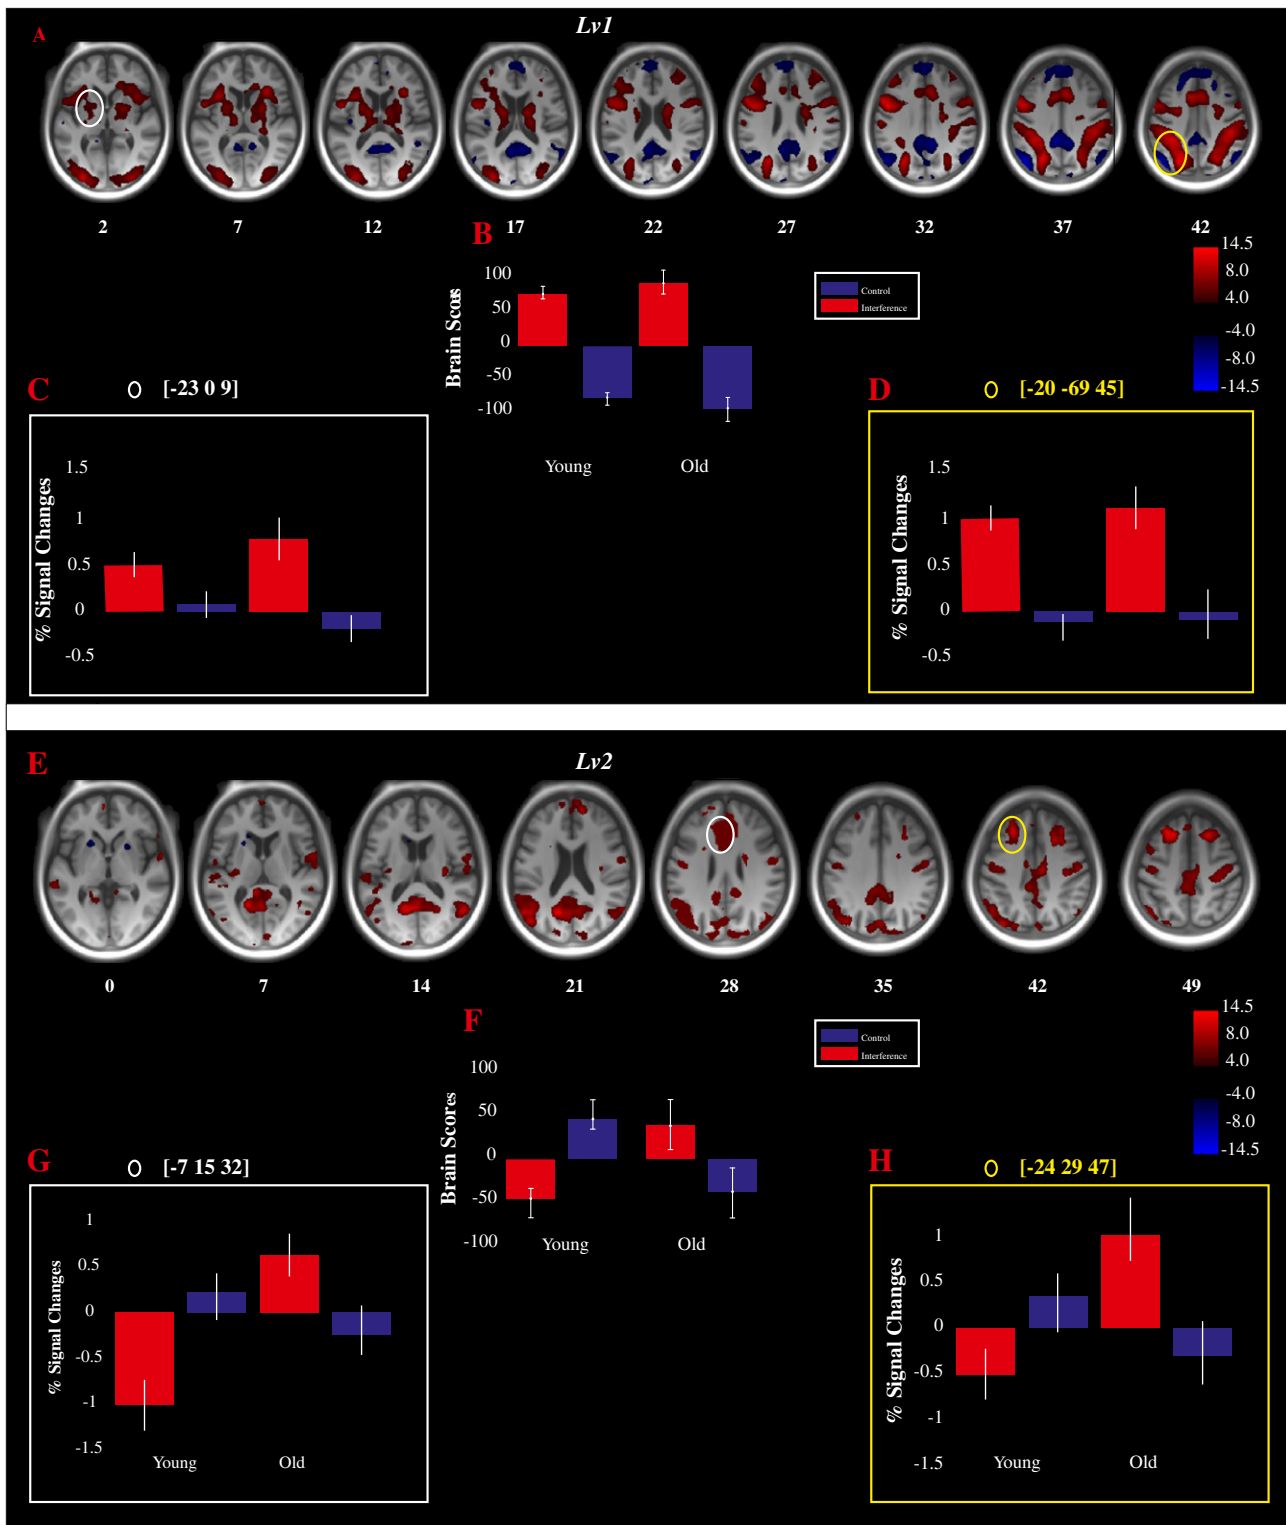 Lv1
A
2 7 12 17 22 27 32 37 42
B
14.5
8.0
4.0
-4.0
-8.0
-14.5
100
50
0
-50
-100
Brain Scoes
Control
Interference
Young Old
C
[-23 0 9]
1.5
1
0.5
0
-0.5
% Signal Changes
D
[-20 -69 45]
1.5
1
0.5
0
-0.5
% Signal Changes
E
Lv2
0 7 14 21 28 35 42 49
F
14.5
8.0
4.0
-4.0
-8.0
-14.5
Control
Interference
100
50
0
-50
-100
Brain Scores
Young Old
G
[-7 15 32]
1
0.5
0
-0.5
-1
-1.5
% Signal Changes
Young Old
H
[-24 29 47]
1
0.5
0
-0.5
-1
-1.5
% Signal Changes
Young Old